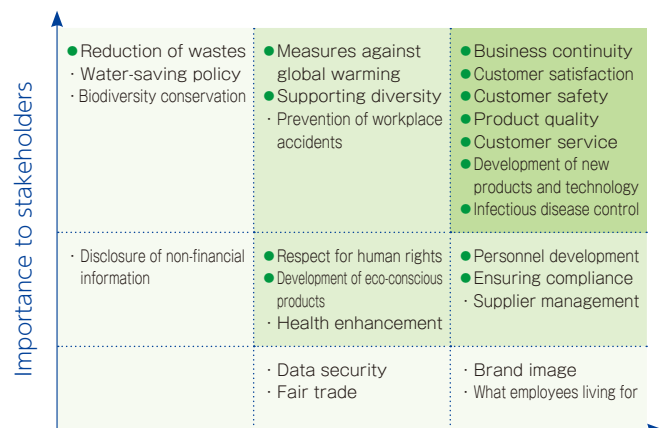 Importance to stakeholders
● Reduction of wastes
· Water-saving policy
· Biodiversity conservation
● Measures against
global warming
● Supporting diversity
· Prevention of workplace
accidents
● Business continuity
● Customer satisfaction
● Customer safety
● Product quality
● Customer service
● Development of new
products and technology
● Infectious disease control
· Disclosure of non-financial
information
● Respect for human rights
● Development of eco-conscious
products
· Health enhancement
● Personnel development
● Ensuring compliance
· Supplier management
· Data security
· Fair trade
· Brand image
· What employees living for